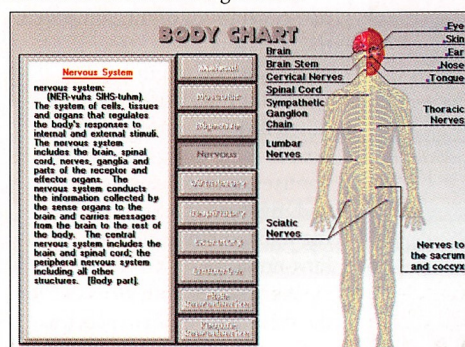 BODY CHART
Nervous System
nervous system:
(NER-vuhs SIHS-tuhm).
The system of cells, tissues
and organs that regulates
the body's responses to
internal and external stimuli.
The nervous system
includes the brain, spinal
cord, nerves, ganglia and
parts of the receptor and
effector organs. The
nervous system conducts
the information collected by
the sense organs to the
brain and carries messages
from the brain to the rest of
the body. The central
nervous system includes the
brain and spinal cord; the
peripheral nervous system
including all other
structures. (Body part).
Nervous
Brain
Brain Stem
Cervical Nerves
Spinal Cord
Sympathetic
Ganglion
Chain
Lumbar
Nerves
Sciatic
Nerves
Eye
Skin
Ear
Nose
Tongue
Thoracic
Nerves
Nerves to
the sacrum
and coccyx